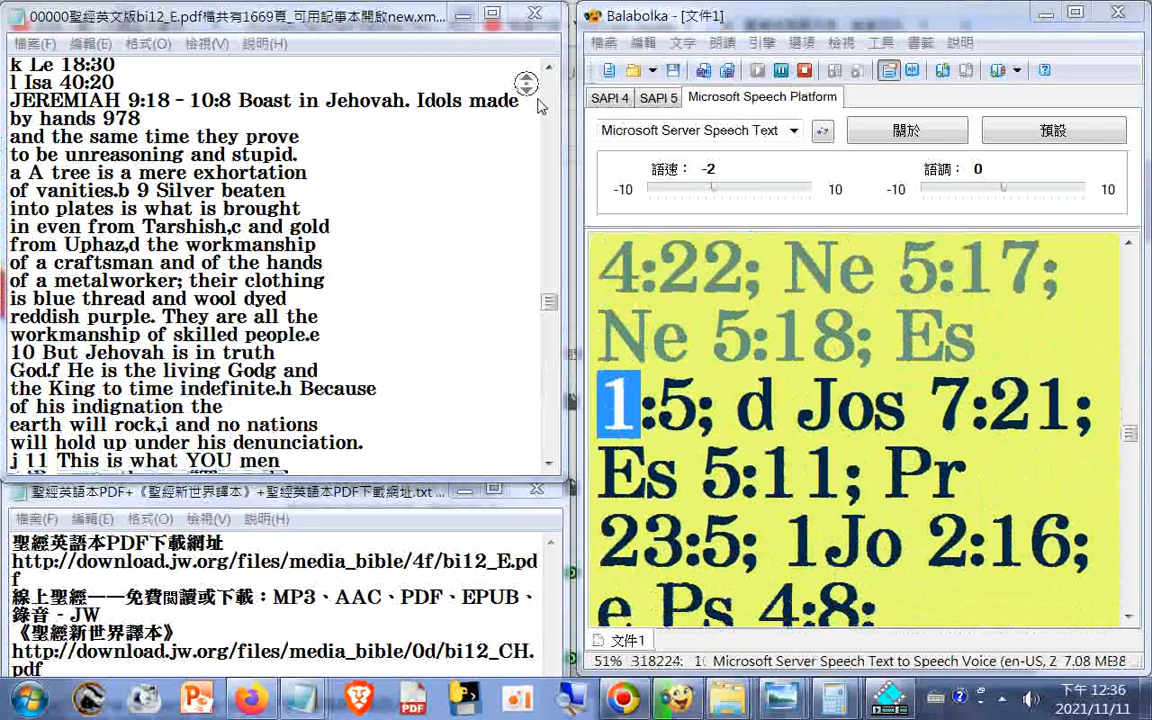 00000聖經英文版bi12_E.pdf檔共有1669頁_可用記事本開啟new.xm...
檔案(F) 編輯(E) 格式(O) 檢視(V) 說明(H)
k Le 18:30
l Isa 40:20
JEREMIAH 9:18–10:8 Boast in Jehovah. Idols made
by hands 978
and the same time they prove
to be unreasoning and stupid.
a A tree is a mere exhortation
of vanities.b 9 Silver beaten
into plates is what is brought
in even from Tarshish,c and gold
from Uphaz,d the workmanship
of a craftsman and of the hands
of a metalworker; their clothing
is blue thread and wool dyed
reddish purple. They are all the
workmanship of skilled people.e
10 But Jehovah is in truth
God.f He is the living Godg and
the King to time indefinite.h Because
of his indignation the
earth will rock,i and no nations
will hold up under his denunciation.
j 11 This is what YOU men
聖經英語本PDF+《聖經新世界譯本》+聖經英語本PDF下載網址.txt ...
檔案(F) 編輯(E) 格式(O) 檢視(V) 說明(H)
聖經英語本PDF下載網址
http://download.jw.org/files/media_bible/4f/bi12_E.pd
f
線上聖經——免費閱讀或下載：MP3、AAC、PDF、EPUB、
錄音 - JW
《聖經新世界譯本》
http://download.jw.org/files/media_bible/0d/bi12_CH.
pdf
Balabolka - [文件1]
檔案 編輯 文字 朗讀 引擎 選項 檢視 工具 書籤 說明
SAPI 4 SAPI 5 Microsoft Speech Platform
Microsoft Server Speech Text 關於 預設
語速： -2 語調： 0
-10 10 -10 10
4:22; Ne 5:17;
Ne 5:18; Es
1:5; d Jos 7:21;
Es 5:11; Pr
23:5; 1Jo 2:16;
e Ps 4:8;
文件1
51% 318224: Microsoft Server Speech Text to Speech Voice (en-US, Z 7.08 MB
PDF
下午 12:36
2021/11/11